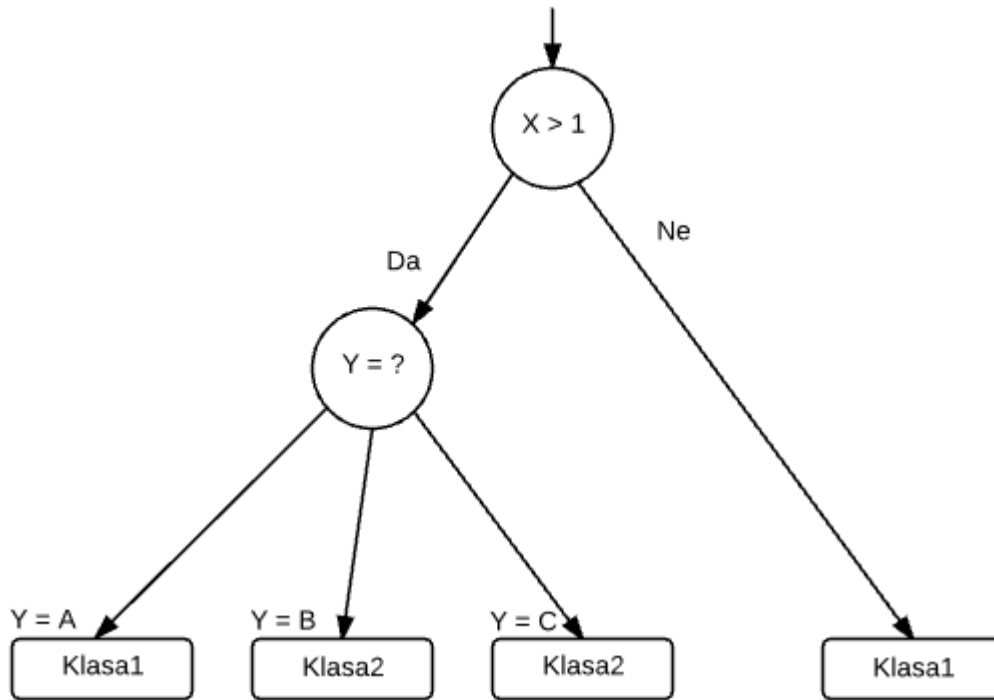 X > 1
Da
Ne
Y = ?
Y = A
Y = B
Y = C
Klasa1
Klasa2
Klasa2
Klasa1